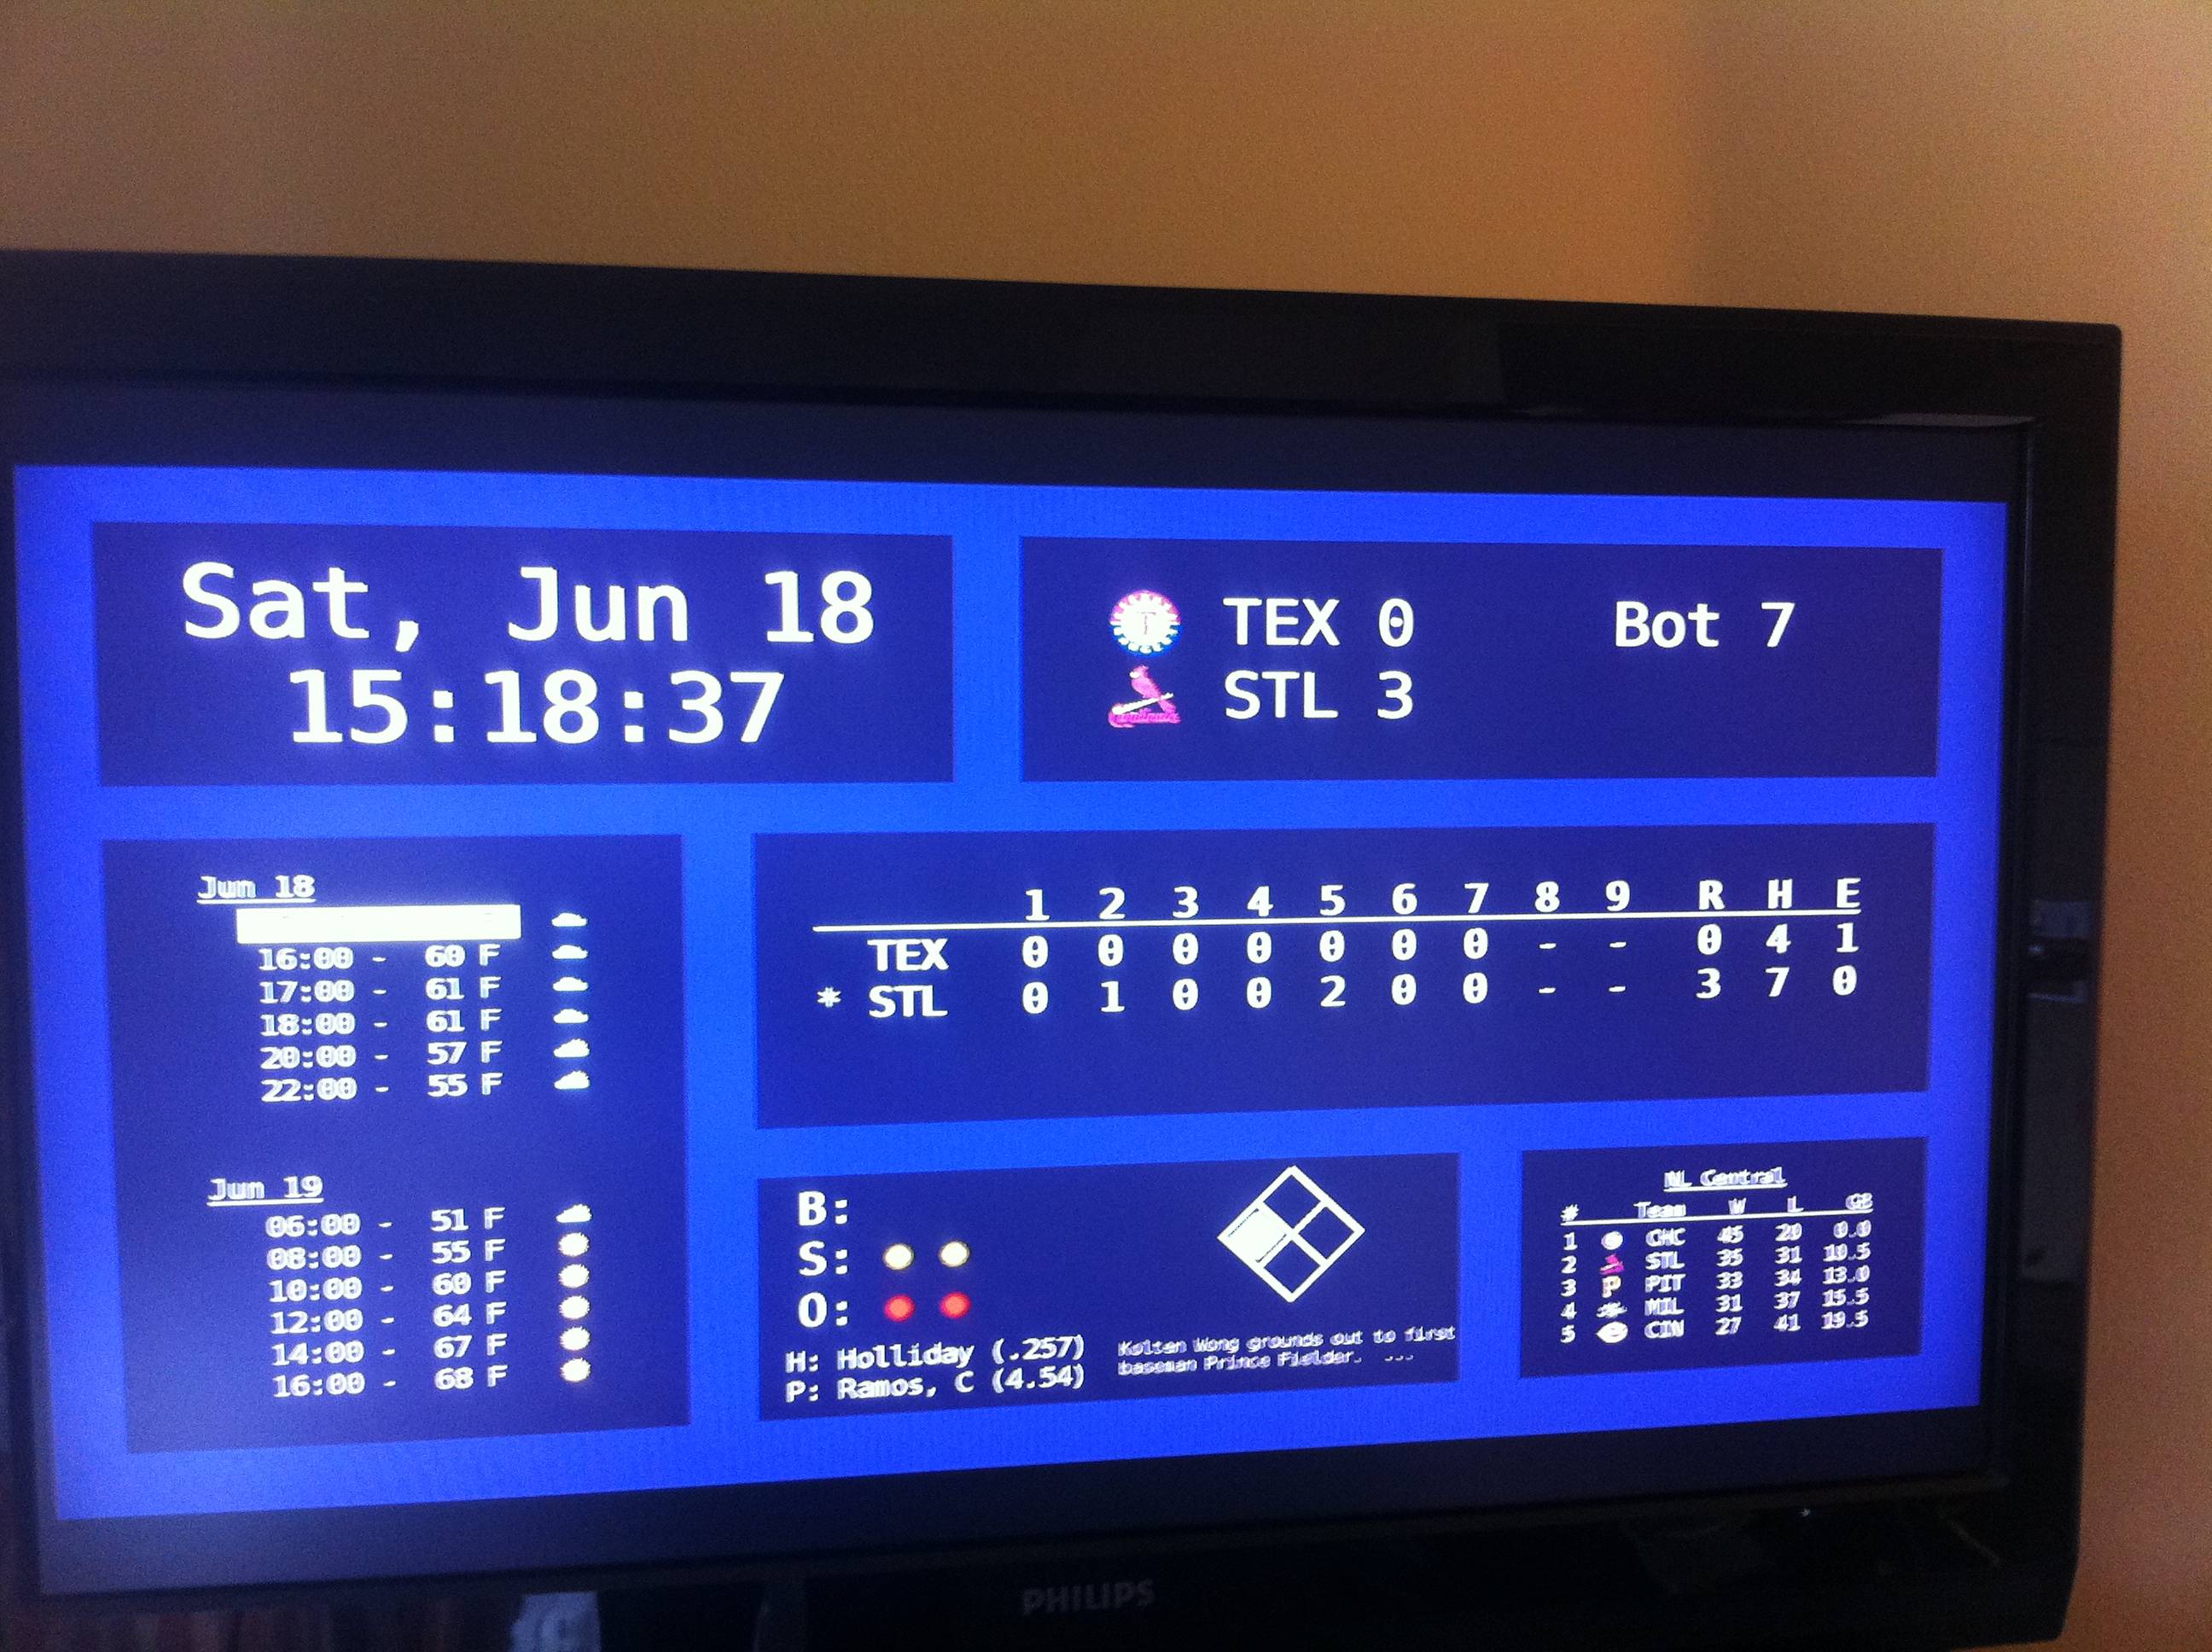 Sat, Jun 18
15:18:37
TEX 0 Bot 7
STL 3
Jun 18
16:00 - 60 F
17:00 - 61 F
18:00 - 61 F
20:00 - 57 F
22:00 - 55 F
Jun 19
06:00 - 51 F
08:00 - 55 F
10:00 - 60 F
12:00 - 64 F
14:00 - 67 F
16:00 - 68 F
1 2 3 4 5 6 7 8 9 R H E
TEX 0 0 0 0 0 0 0 - - 0 4 1
* STL 0 1 0 0 2 0 0 - - 3 7 0
B:
S:
O:
H: Holliday (.257)
P: Ramos, C (4.54)
Kolten Wong grounds out to first
baseman Prince Fielder. ...
NL Central
# Team W L GB
1 CHC 45 20 0.0
2 STL 35 31 10.5
3 P PIT 33 34 13.0
4 MIL 31 37 15.5
5 CIN 27 41 19.5
PHILIPS